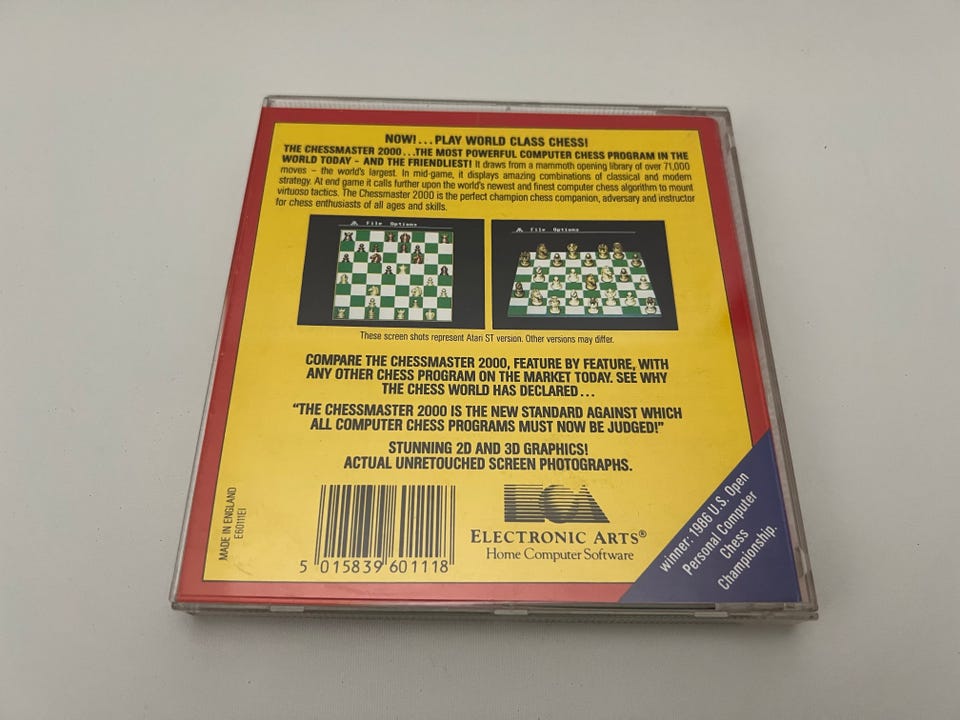 NOW!...PLAY WORLD CLASS CHESS!
THE CHESSMASTER 2000...THE MOST POWERFUL COMPUTER CHESS PROGRAM IN THE
WORLD TODAY – AND THE FRIENDLIEST! It draws from a mammoth opening library of over 71,000
moves – the world's largest. In mid-game, it displays amazing combinations of classical and modern
strategy. At end game it calls further upon the world's newest and finest computer chess algorithm to mount
virtuoso tactics. The Chessmaster 2000 is the perfect champion chess companion, adversary and instructor
for chess enthusiasts of all ages and skills.
File Options
File Options
These screen shots represent Atari ST version. Other versions may differ.
COMPARE THE CHESSMASTER 2000, FEATURE BY FEATURE, WITH
ANY OTHER CHESS PROGRAM ON THE MARKET TODAY. SEE WHY
THE CHESS WORLD HAS DECLARED...
"THE CHESSMASTER 2000 IS THE NEW STANDARD AGAINST WHICH
ALL COMPUTER CHESS PROGRAMS MUST NOW BE JUDGED!"
STUNNING 2D AND 3D GRAPHICS!
ACTUAL UNRETOUCHED SCREEN PHOTOGRAPHS.
MADE IN ENGLAND
E6011EI
5 015839 601118
ELECTRONIC ARTS®
Home Computer Software
winner: 1986 U.S. Open
Personal Computer
Chess
Championship.